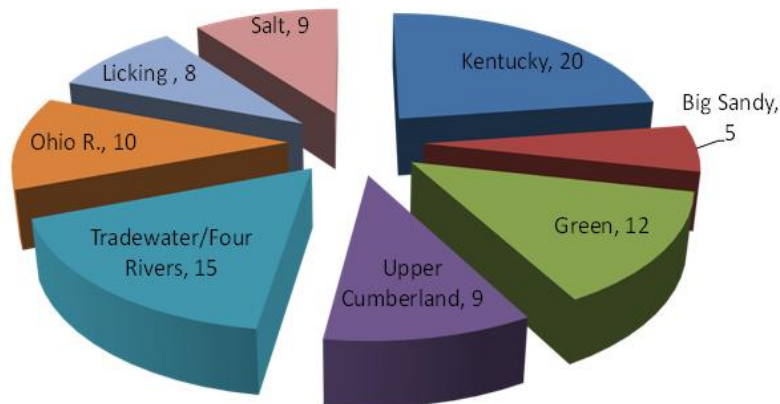 Salt, 9
Kentucky, 20
Licking , 8
Big Sandy,
5
Ohio R., 10
Green, 12
Tradewater/Four
Rivers, 15
Upper
Cumberland, 9